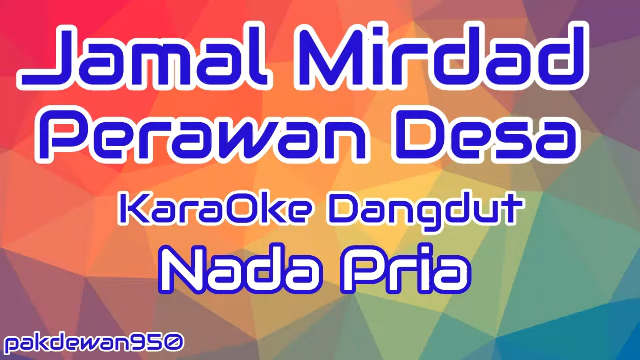 Jamal Mirdad
Perawan Desa
KaraOke Dangdut
Nada Pria
pakdewan950